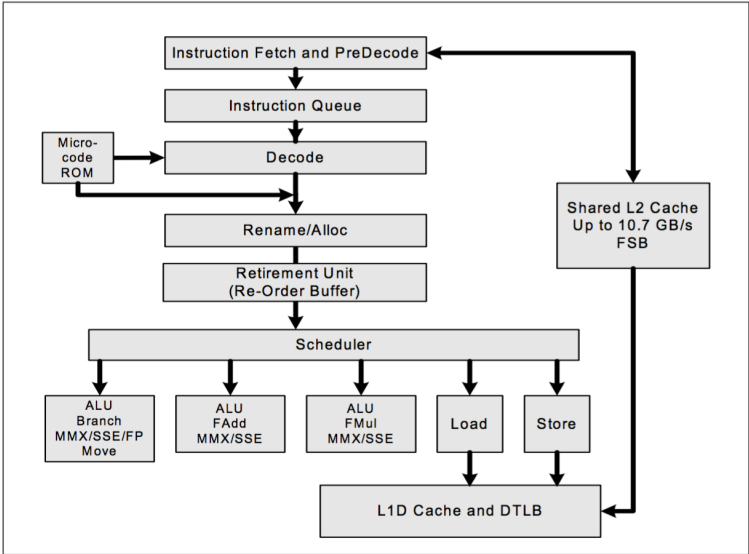 Instruction Fetch and PreDecode
Instruction Queue
Micro-
code
ROM
Decode
Shared L2 Cache
Up to 10.7 GB/s
FSB
Rename/Alloc
Retirement Unit
(Re-Order Buffer)
Scheduler
ALU
Branch
MMX/SSE/FP
Move
ALU
FAdd
MMX/SSE
ALU
FMul
MMX/SSE
Load
Store
L1D Cache and DTLB